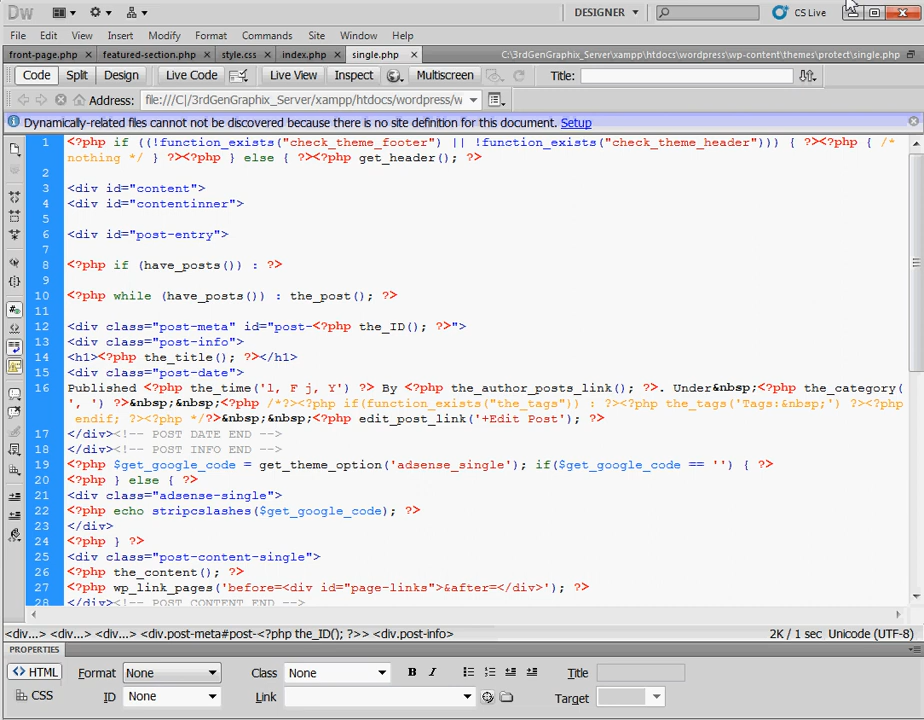 Dw DESIGNER CS Live
File Edit View Insert Modify Format Commands Site Window Help
front-page.php featured-section.php style.css index.php single.php C:\3rdGenGraphix_Server\xampp\htdocs\wordpress\wp-content\themes\protect\single.php
Code Split Design Live Code Live View Inspect Multiscreen Title:
Address: file:///C|/3rdGenGraphix_Server/xampp/htdocs/wordpress/w
Dynamically-related files cannot be discovered because there is no site definition for this document. Setup
1 <?php if ((!function_exists("check_theme_footer") || !function_exists("check_theme_header"))) { ?><?php { /*
nothing */ } ?><?php } else { ?><?php get_header(); ?>
2
3 <div id="content">
4 <div id="contentinner">
5
6 <div id="post-entry">
7
8 <?php if (have_posts()) : ?>
9
10 <?php while (have_posts()) : the_post(); ?>
11
12 <div class="post-meta" id="post-<?php the_ID(); ?>">
13 <div class="post-info">
14 <h1><?php the_title(); ?></h1>
15 <div class="post-date">
16 Published <?php the_time('l, F j, Y') ?> By <?php the_author_posts_link(); ?>. Under&nbsp;<?php the_category(
', ') ?>&nbsp;&nbsp;<?php /*?><?php if(function_exists("the_tags")) : ?><?php the_tags('Tags:&nbsp;') ?><?php
endif; ?><?php */?>&nbsp;&nbsp;<?php edit_post_link('+Edit Post'); ?>
17 </div><!-- POST DATE END -->
18 </div><!-- POST INFO END -->
19 <?php $get_google_code = get_theme_option('adsense_single'); if($get_google_code == '') { ?>
20 <?php } else { ?>
21 <div class="adsense-single">
22 <?php echo stripcslashes($get_google_code); ?>
23 </div>
24 <?php } ?>
25 <div class="post-content-single">
26 <?php the_content(); ?>
27 <?php wp_link_pages('before=<div id="page-links">&after=</div>'); ?>
28 </div><!-- POST CONTENT END -->
<div...> <div...> <div...> <div.post-meta#post-<?php the_ID(); ?>> <div.post-info> 2K / 1 sec Unicode (UTF-8)
PROPERTIES
<> HTML Format None Class None B I Title
CSS ID None Link Target